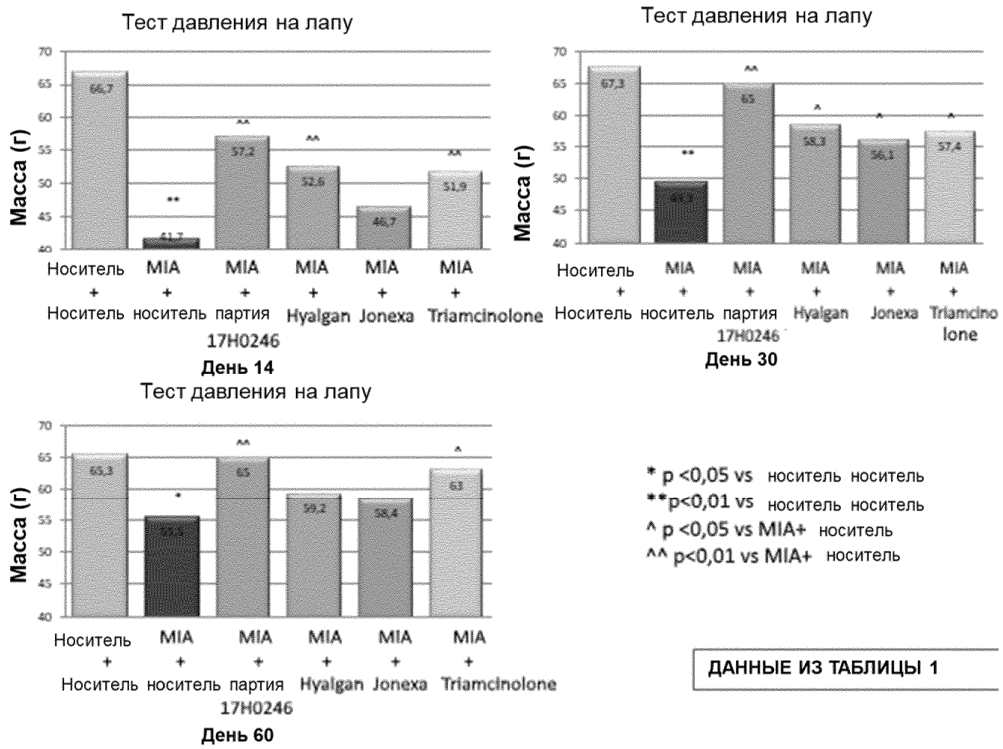 Тест давления на лапу
Масса (г)
70
65
60
55
50
45
40
66,7
**
41,7
^^
57,2
^^
52,6
46,7
^^
51,9
Носитель MIA MIA MIA MIA MIA
+ + + + + +
Носитель носитель партия Hyalgan Jonexa Triamcinolone
17H0246
День 14
Тест давления на лапу
Масса (г)
70
65
60
55
50
45
40
67,3
**
49,3
^^
65
^
58,3
^
56,1
^
57,4
Носитель MIA MIA MIA MIA MIA
+ + + + + +
Носитель носитель партия Hyalgan Jonexa Triamcino
17H0246 lone
День 30
Тест давления на лапу
Масса (г)
70
65
60
55
50
45
40
65,3
*
55,5
^^
65
59,2
58,4
^
63
Носитель MIA MIA MIA MIA MIA
+ + + + + +
Носитель носитель партия Hyalgan Jonexa Triamcinolone
17H0246
День 60
* p <0,05 vs носитель носитель
**p<0,01 vs носитель носитель
^ p <0,05 vs MIA+ носитель
^^ p<0,01 vs MIA+ носитель
ДАННЫЕ ИЗ ТАБЛИЦЫ 1